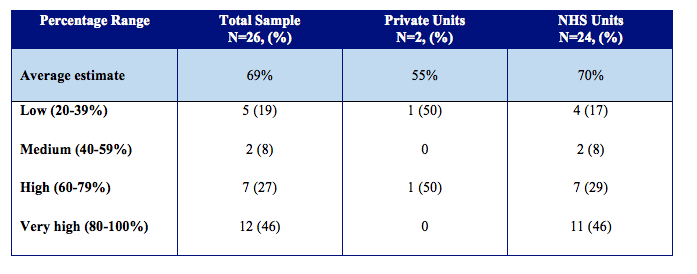 Percentage Range Total Sample N=26, (%) Private Units N=2, (%) NHS Units N=24, (%)
Average estimate 69% 55% 70%
Low (20-39%) 5 (19) 1 (50) 4 (17)
Medium (40-59%) 2 (8) 0 2 (8)
High (60-79%) 7 (27) 1 (50) 7 (29)
Very high (80-100%) 12 (46) 0 11 (46)